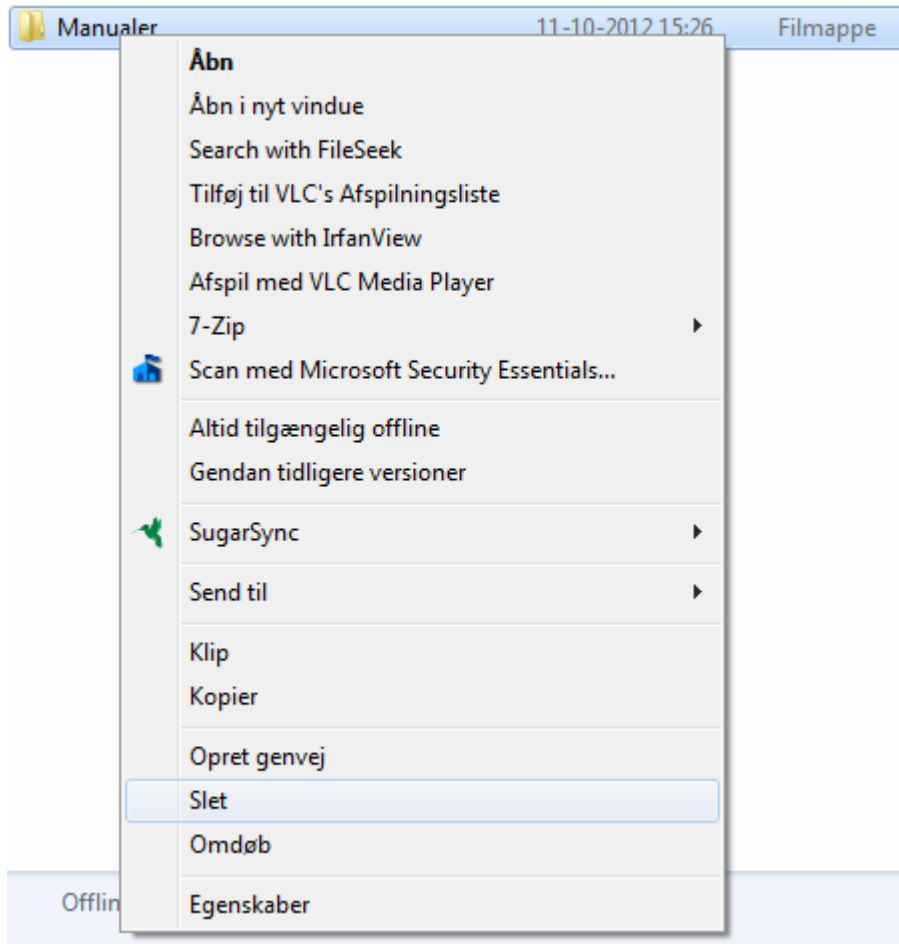 Manualer 11-10-2012 15:26 Filmappe
Åbn
Åbn i nyt vindue
Search with FileSeek
Tilføj til VLC's Afspilningsliste
Browse with IrfanView
Afspil med VLC Media Player
7-Zip
Scan med Microsoft Security Essentials...
Altid tilgængelig offline
Gendan tidligere versioner
SugarSync
Send til
Klip
Kopier
Opret genvej
Slet
Omdøb
Egenskaber
Offlin